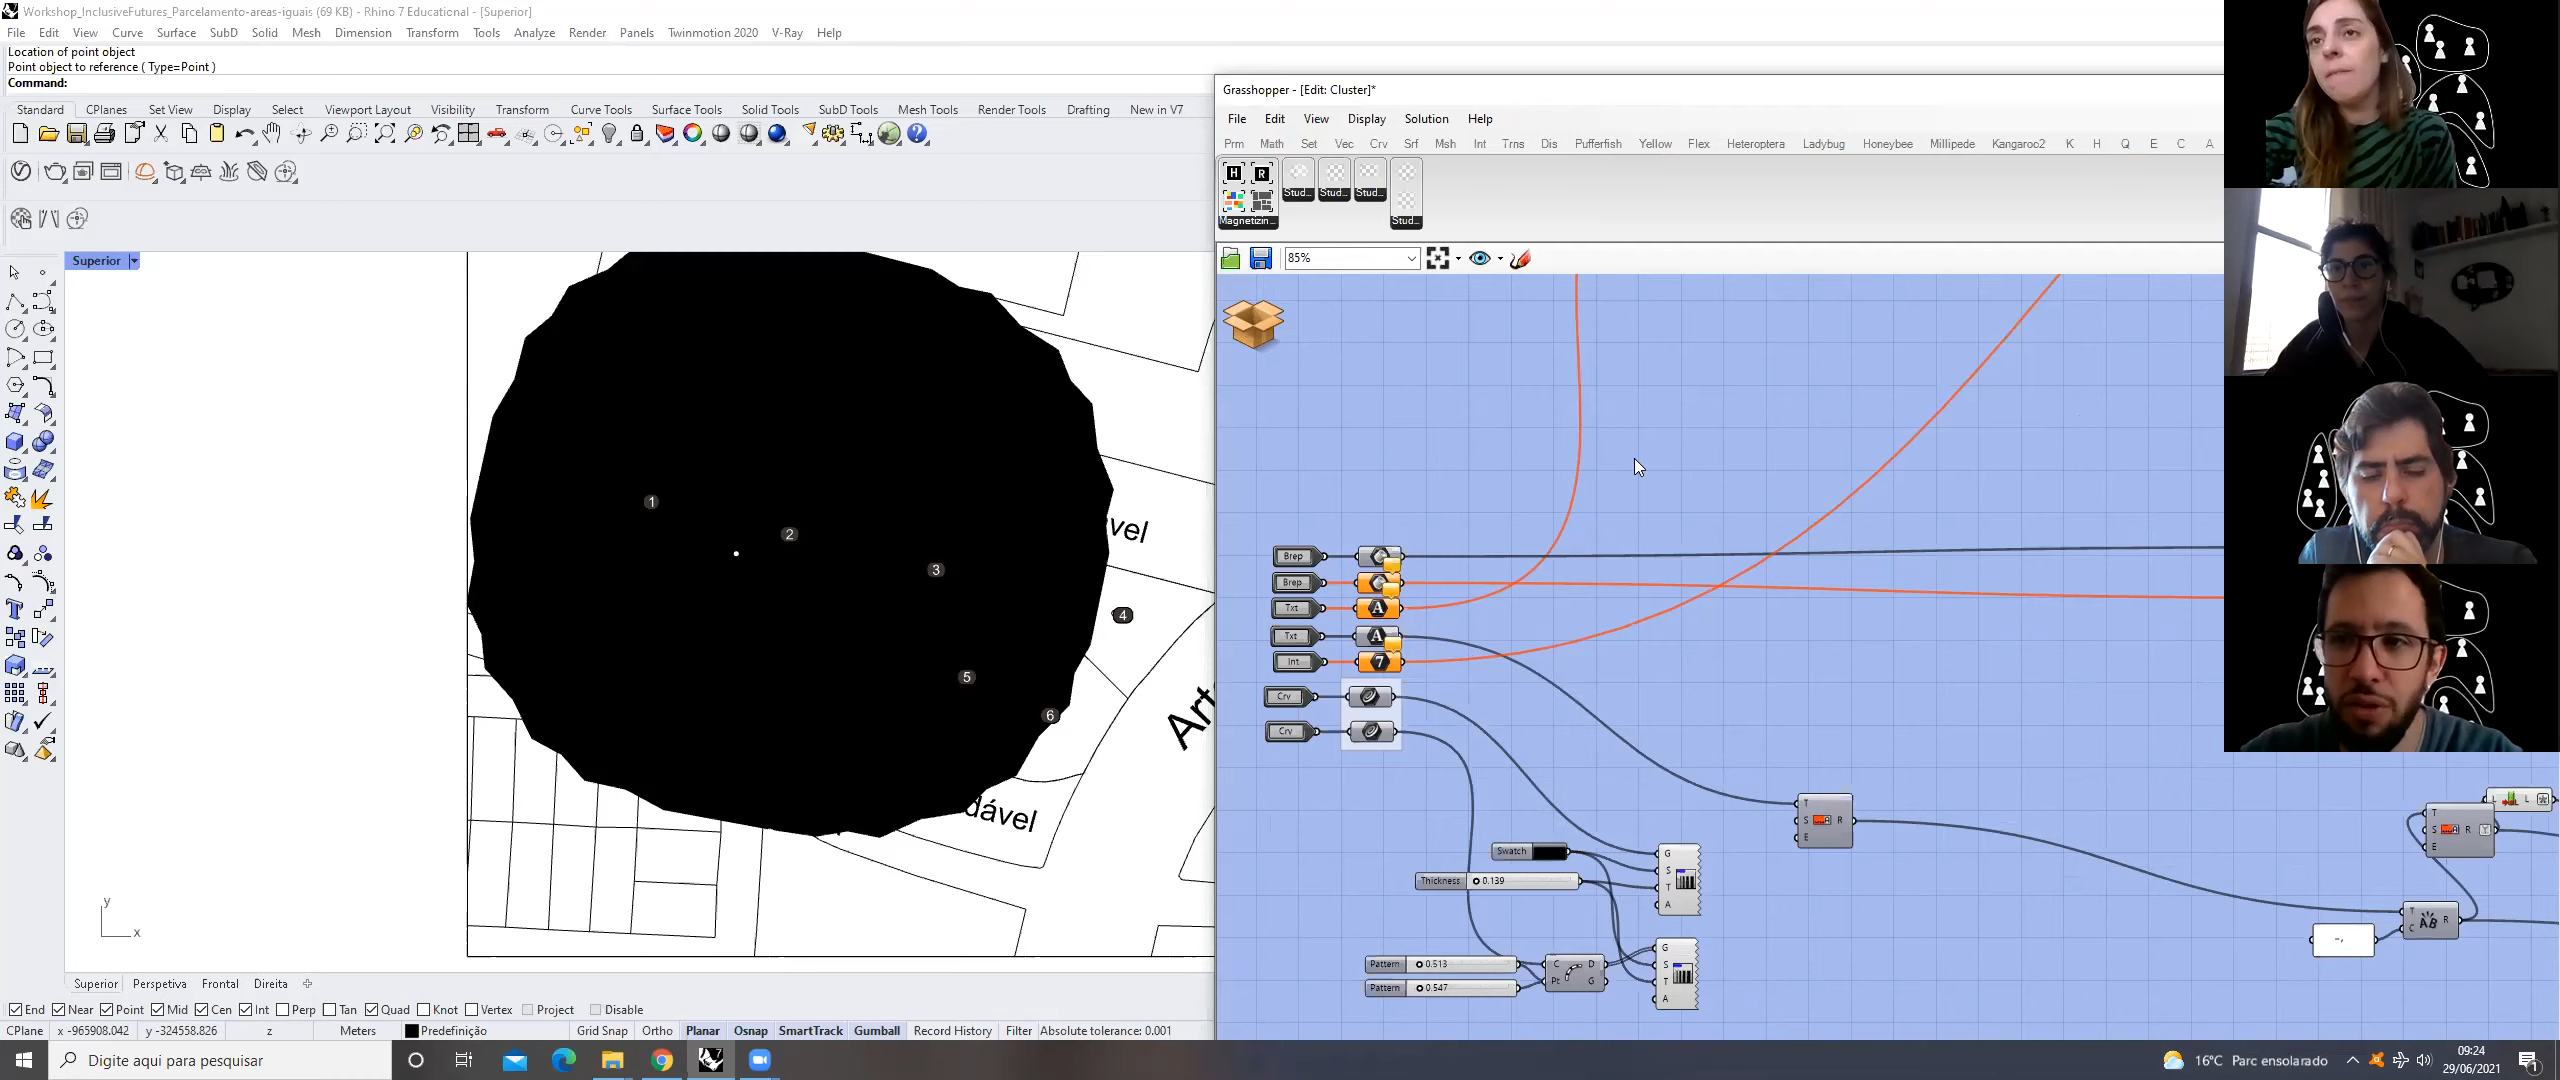 Workshop_InclusiveFutures_Parcelamento-areas-iguais (69 KB) - Rhino 7 Educational - [Superior]
File Edit View Curve Surface SubD Solid Mesh Dimension Transform Tools Analyze Render Panels Twinmotion 2020 V-Ray Help
Location of point object
Point object to reference ( Type=Point )
Command:
Standard CPlanes Set View Display Select Viewport Layout Visibility Transform Curve Tools Surface Tools Solid Tools SubD Tools Mesh Tools Render Tools Drafting New in V7
Superior
1
2
3
4
5
6
vel
Art
dável
y
x
Superior Perspetiva Frontal Direita
End Near Point Mid Cen Int Perp Tan Quad Knot Vertex Project Disable
CPlane x -965908.042 y -324558.826 z Meters Predefinição Grid Snap Ortho Planar Osnap SmartTrack Gumball Record History Filter Absolute tolerance: 0.001
Grasshopper - [Edit: Cluster]*
File Edit View Display Solution Help
Prm Math Set Vec Crv Srf Msh Int Trns Dis Pufferfish Yellow Flex Heteroptera Ladybug Honeybee Millipede Kangaroo2 K H Q E C A
H R
Stud... Stud... Stud...
Magnetizin... Stud...
85%
Brep
Brep
Txt A
Txt A
Int 7
Crv
Crv
Swatch
Thickness 0.139
G
S
T
A
Pattern 0.513
Pattern 0.547
C D
Pt G
G
S
T
A
T
S R
E
L L
T
S R
E
T R
C
-,
Digite aqui para pesquisar
16°C Parc ensolarado
09:24
29/06/2021
1